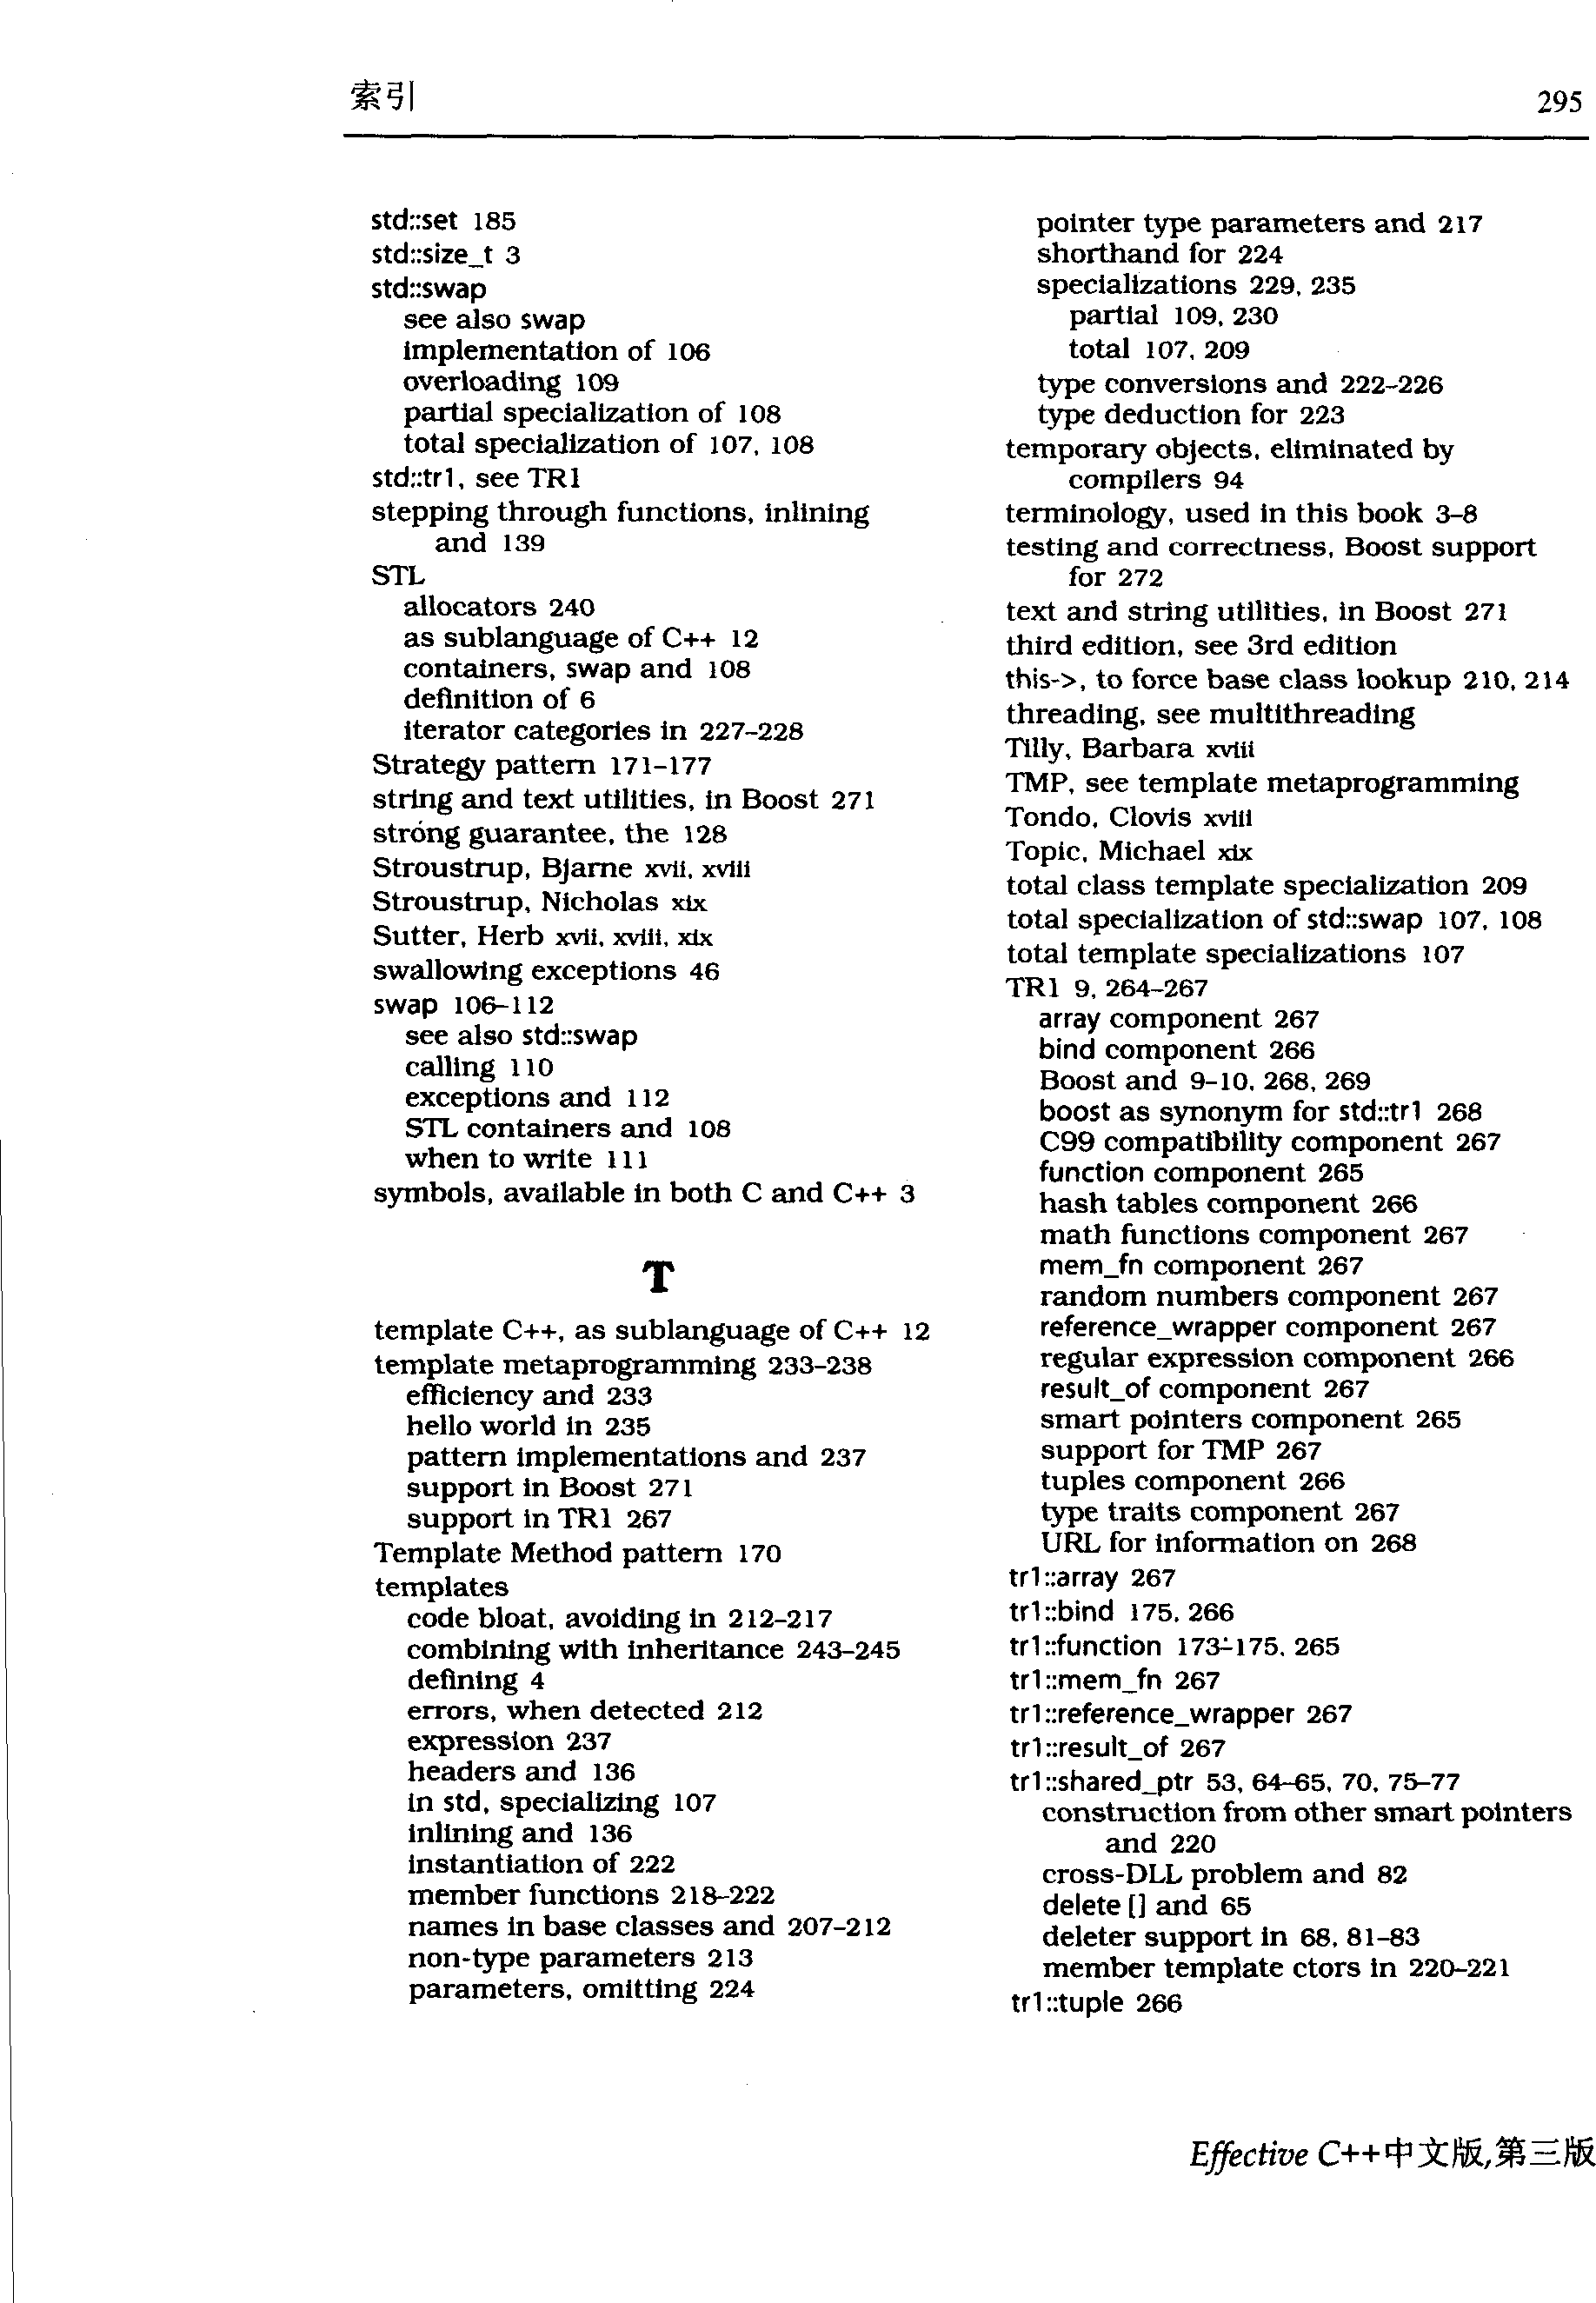 索引
295
std::set 185
std::size_t 3
std::swap
see also swap
implementation of 106
overloading 109
partial specialization of 108
total specialization of 107, 108
std::tr1, see TR1
stepping through functions, inlining
and 139
STL
allocators 240
as sublanguage of C++ 12
containers, swap and 108
definition of 6
iterator categories in 227–228
Strategy pattern 171–177
string and text utilities, in Boost 271
strong guarantee, the 128
Stroustrup, Bjarne xvii, xviii
Stroustrup, Nicholas xix
Sutter, Herb xvii, xviii, xix
swallowing exceptions 46
swap 106–112
see also std::swap
calling 110
exceptions and 112
STL containers and 108
when to write 111
symbols, available in both C and C++ 3
T
template C++, as sublanguage of C++ 12
template metaprogramming 233–238
efficiency and 233
hello world in 235
pattern implementations and 237
support in Boost 271
support in TR1 267
Template Method pattern 170
templates
code bloat, avoiding in 212–217
combining with inheritance 243–245
defining 4
errors, when detected 212
expression 237
headers and 136
in std, specializing 107
inlining and 136
instantiation of 222
member functions 218–222
names in base classes and 207–212
non-type parameters 213
parameters, omitting 224
pointer type parameters and 217
shorthand for 224
specializations 229, 235
partial 109, 230
total 107, 209
type conversions and 222–226
type deduction for 223
temporary objects, eliminated by
compilers 94
terminology, used in this book 3–8
testing and correctness, Boost support
for 272
text and string utilities, in Boost 271
third edition, see 3rd edition
this->, to force base class lookup 210, 214
threading, see multithreading
Tilly, Barbara xviii
TMP, see template metaprogramming
Tondo, Clovis xviii
Topic, Michael xix
total class template specialization 209
total specialization of std::swap 107, 108
total template specializations 107
TR1 9, 264–267
array component 267
bind component 266
Boost and 9–10, 268, 269
boost as synonym for std::tr1 268
C99 compatibility component 267
function component 265
hash tables component 266
math functions component 267
mem_fn component 267
random numbers component 267
reference_wrapper component 267
regular expression component 266
result_of component 267
smart pointers component 265
support for TMP 267
tuples component 266
type traits component 267
URL for information on 268
tr1::array 267
tr1::bind 175, 266
tr1::function 173–175, 265
tr1::mem_fn 267
tr1::reference_wrapper 267
tr1::result_of 267
tr1::shared_ptr 53, 64–65, 70, 75–77
construction from other smart pointers
and 220
cross-DLL problem and 82
delete [] and 65
deleter support in 68, 81–83
member template ctors in 220–221
tr1::tuple 266
Effective C++中文版,第三版